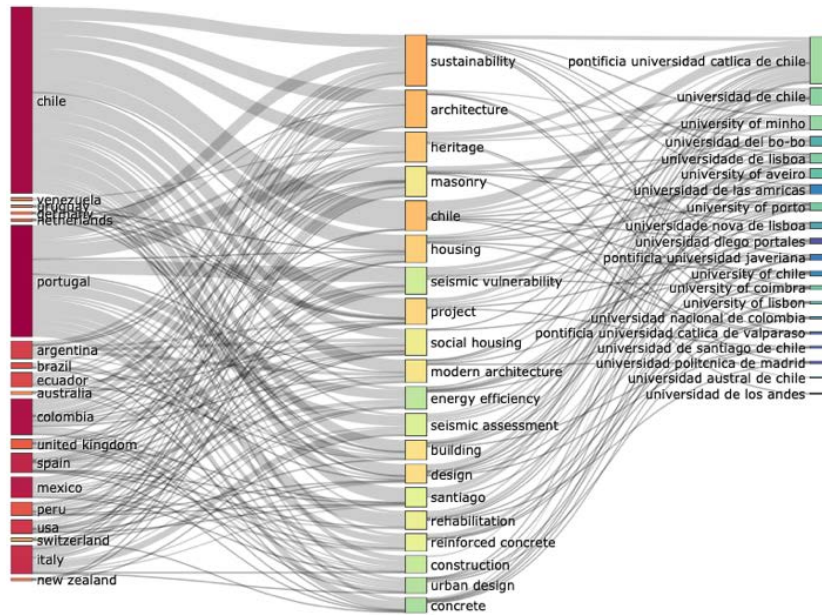 chile
venezuela
uruguay
germany
netherlands
portugal
argentina
brazil
ecuador
australia
colombia
united kingdom
spain
mexico
peru
usa
switzerland
italy
new zealand
sustainability
architecture
heritage
masonry
chile
housing
seismic vulnerability
project
social housing
modern architecture
energy efficiency
seismic assessment
building
design
santiago
rehabilitation
reinforced concrete
construction
urban design
concrete
pontificia universidad catlica de chile
universidad de chile
university of minho
universidad del bo-bo
universidade de lisboa
university of aveiro
universidad de las amricas
university of porto
universidade nova de lisboa
universidad diego portales
pontificia universidad javeriana
university of chile
university of coimbra
university of lisbon
universidad nacional de colombia
pontificia universidad catlica de valparaso
universidad de santiago de chile
universidad politcnica de madrid
universidad austral de chile
universidad de los andes